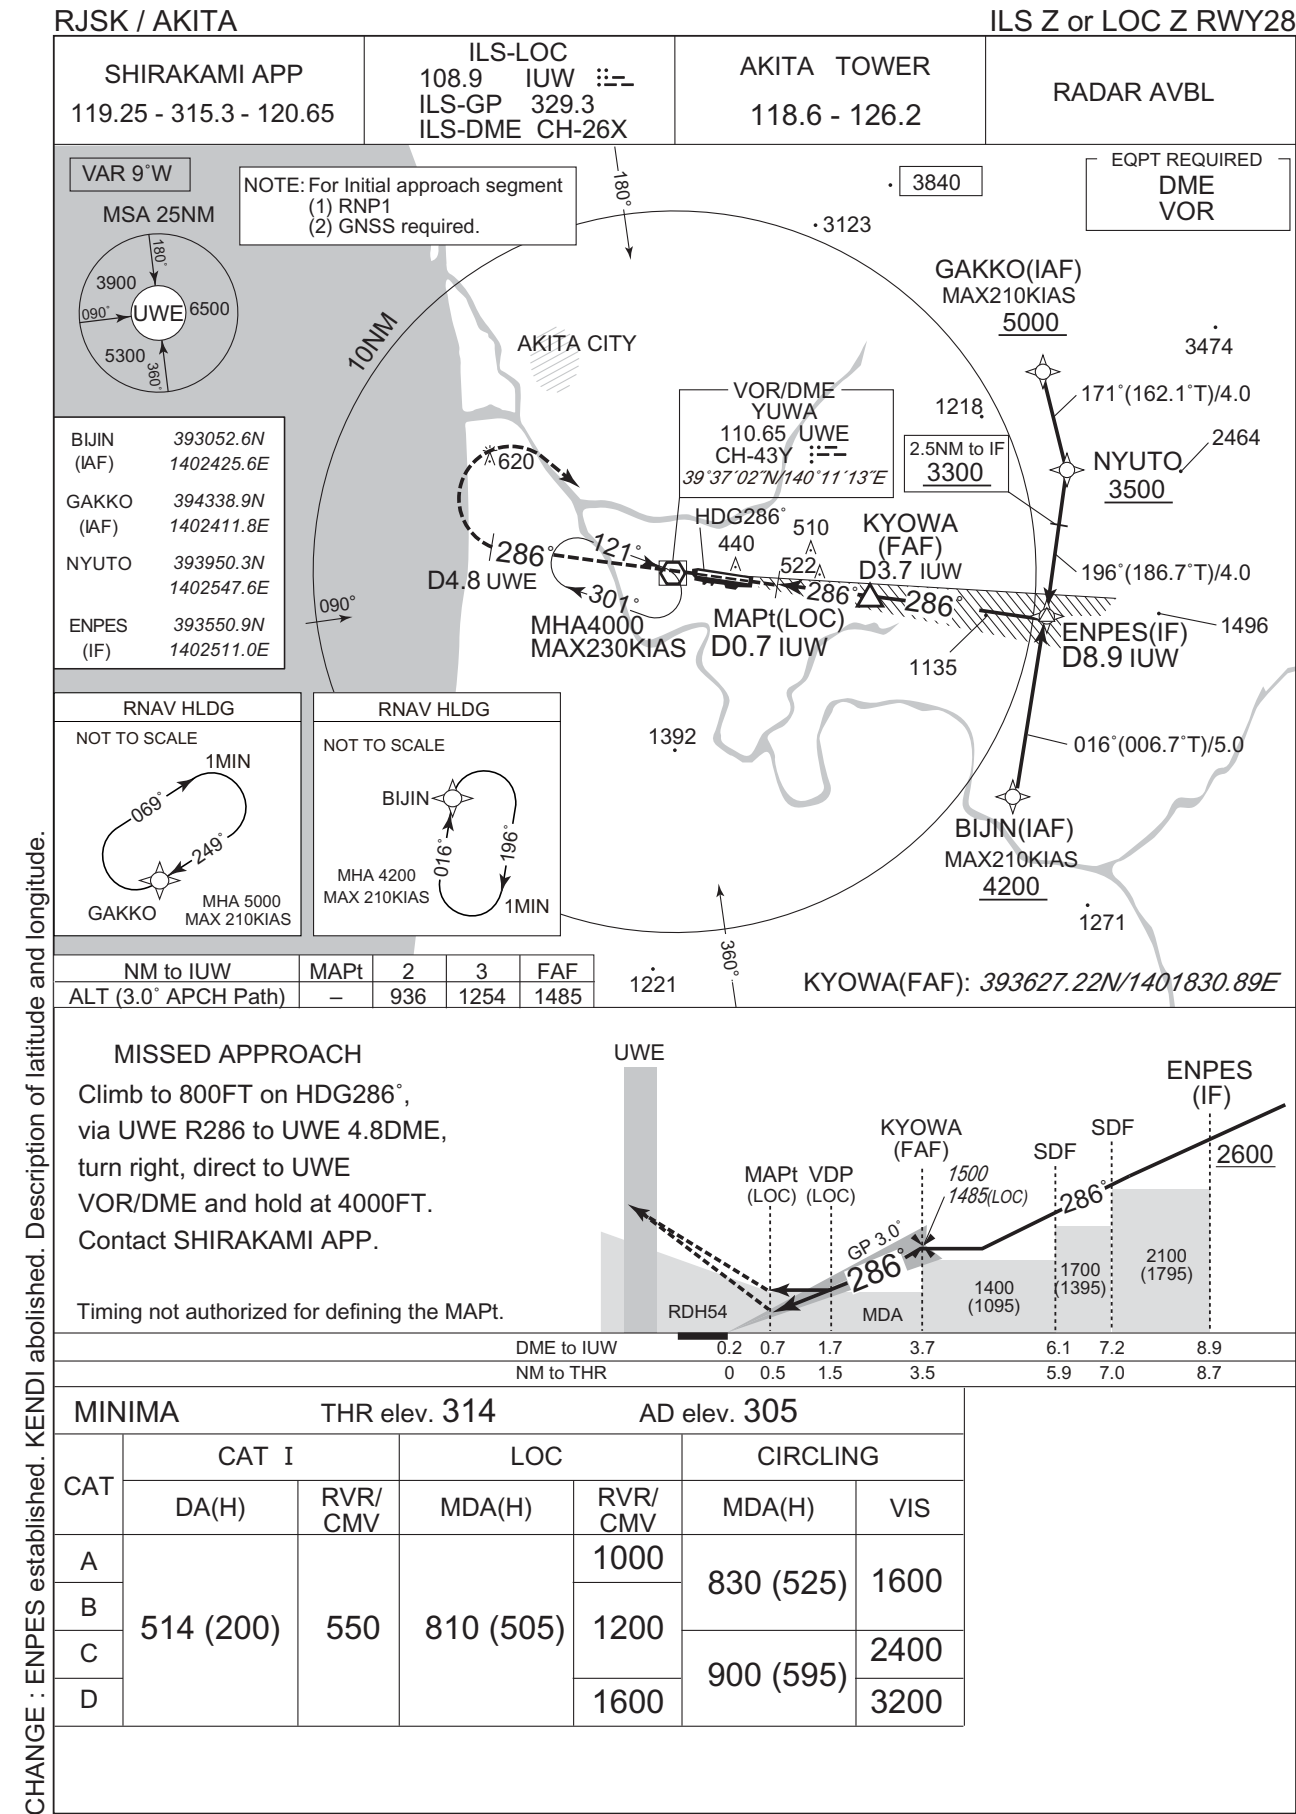 RJSK / AKITA
ILS Z or LOC Z RWY28
SHIRAKAMI APP
119.25 - 315.3 - 120.65
ILS-LOC
108.9 IUW
ILS-GP 329.3
ILS-DME CH-26X
AKITA TOWER
118.6 - 126.2
RADAR AVBL
VAR 9˚W
MSA 25NM
180˚
3900
090˚
UWE
6500
5300
360˚
NOTE: For Initial approach segment
(1) RNP1
(2) GNSS required.
180˚
3840
3123
EQPT REQUIRED
DME
VOR
GAKKO(IAF)
MAX210KIAS
5000
3474
10NM
AKITA CITY
171˚(162.1˚T)/4.0
VOR/DME
YUWA
110.65 UWE
CH-43Y
39˚37´02˝N/140˚11´13˝E
1218
2464
2.5NM to IF
3300
NYUTO
3500
BIJIN
(IAF)
393052.6N
1402425.6E
GAKKO
(IAF)
394338.9N
1402411.8E
NYUTO
393950.3N
1402547.6E
ENPES
(IF)
393550.9N
1402511.0E
620
HDG286˚
510
440
522
KYOWA
(FAF)
D3.7 IUW
286˚
121˚
D4.8 UWE
301˚
286˚
286˚
196˚(186.7˚T)/4.0
090˚
MHA4000
MAX230KIAS
MAPt(LOC)
D0.7 IUW
1135
ENPES(IF)
D8.9 IUW
1496
1392
016˚(006.7˚T)/5.0
RNAV HLDG
NOT TO SCALE
1MIN
069˚
249˚
GAKKO
MHA 5000
MAX 210KIAS
RNAV HLDG
NOT TO SCALE
BIJIN
016˚
196˚
MHA 4200
MAX 210KIAS
1MIN
BIJIN(IAF)
MAX210KIAS
4200
1271
360˚
1221
KYOWA(FAF): 393627.22N/1401830.89E
NM to IUW MAPt 2 3 FAF
ALT (3.0˚ APCH Path) – 936 1254 1485
MISSED APPROACH
Climb to 800FT on HDG286˚,
via UWE R286 to UWE 4.8DME,
turn right, direct to UWE
VOR/DME and hold at 4000FT.
Contact SHIRAKAMI APP.
Timing not authorized for defining the MAPt.
UWE
ENPES
(IF)
2600
SDF
SDF
KYOWA
(FAF)
1500
1485(LOC)
MAPt
(LOC)
VDP
(LOC)
286˚
GP 3.0˚
286˚
2100
(1795)
1700
(1395)
1400
(1095)
MDA
RDH54
DME to IUW 0.2 0.7 1.7 3.7 6.1 7.2 8.9
NM to THR 0 0.5 1.5 3.5 5.9 7.0 8.7
MINIMA THR elev. 314 AD elev. 305
CAT CAT I LOC CIRCLING
DA(H) RVR/CMV MDA(H) RVR/CMV MDA(H) VIS
A 1000
B 830 (525) 1600
514 (200) 550 810 (505) 1200
C 2400
900 (595)
D 1600 3200
CHANGE : ENPES established. KENDI abolished. Description of latitude and longitude.